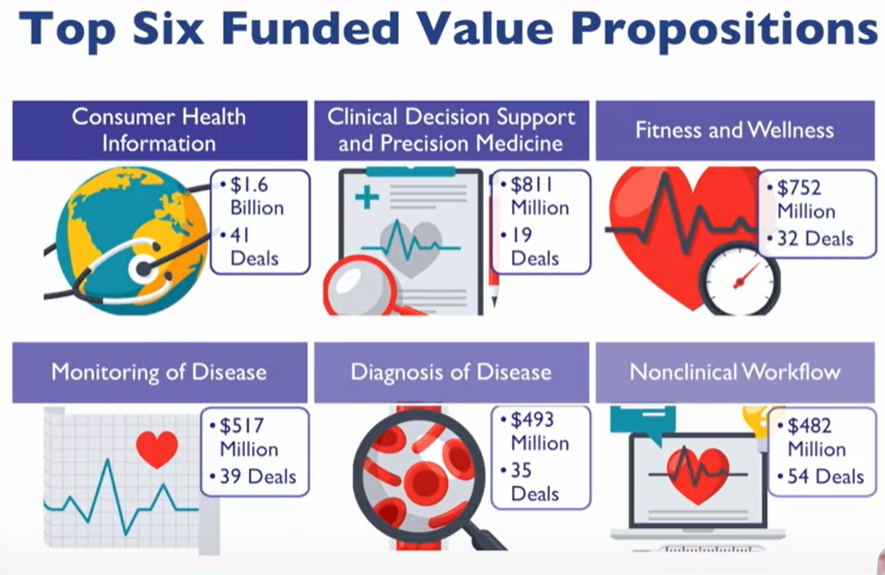 Top Six Funded Value Propositions
Consumer Health
Information
• $1.6
Billion
• 41
Deals
Clinical Decision Support
and Precision Medicine
• $811
Million
• 19
Deals
Fitness and Wellness
• $752
Million
• 32 Deals
Monitoring of Disease
• $517
Million
• 39 Deals
Diagnosis of Disease
• $493
Million
• 35
Deals
Nonclinical Workflow
• $482
Million
• 54 Deals